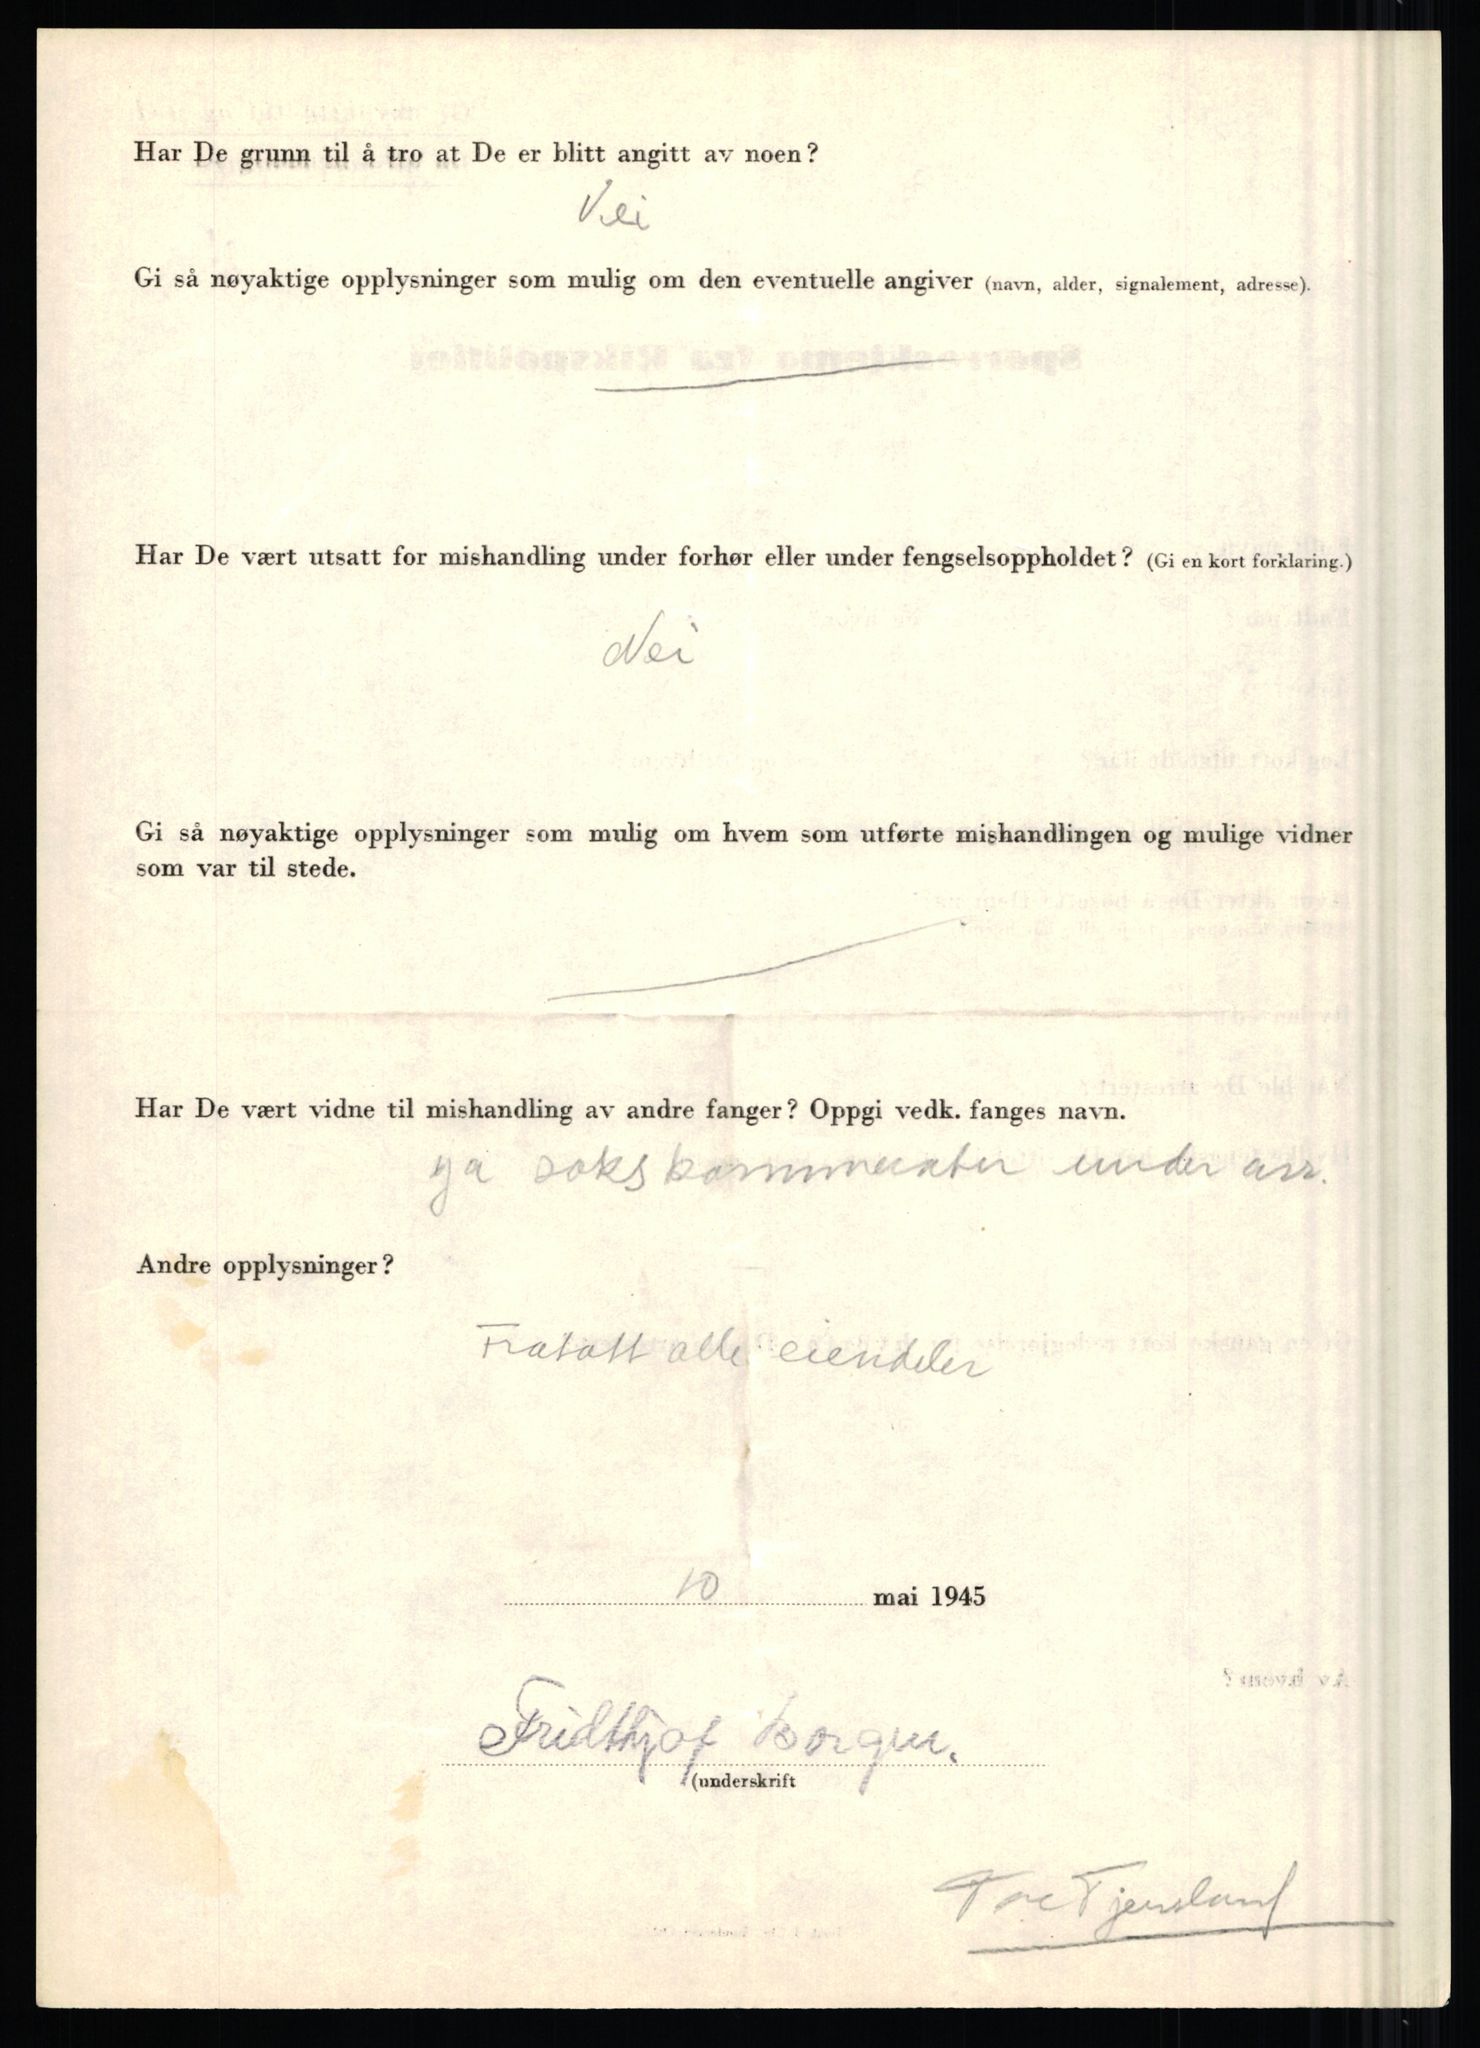 Har De grunn til å tro at De er blitt angitt av noen?
Nei
Gi så nøyaktige opplysninger som mulig om den eventuelle angiver (navn, alder, signalement, adresse).
Har De vært utsatt for mishandling under forhør eller under fengselsoppholdet? (Gi en kort forklaring.)
Nei
Gi så nøyaktige opplysninger som mulig om hvem som utførte mishandlingen og mulige vidner
som var til stede.
Har De vært vidne til mishandling av andre fanger? Oppgi vedk. fanges navn.
ja sakskammerater under arr.
Andre opplysninger?
Fratatt alle eiendeler
10 mai 1945
Fridthjof Borgen.
(underskrift
Tore Fjensland